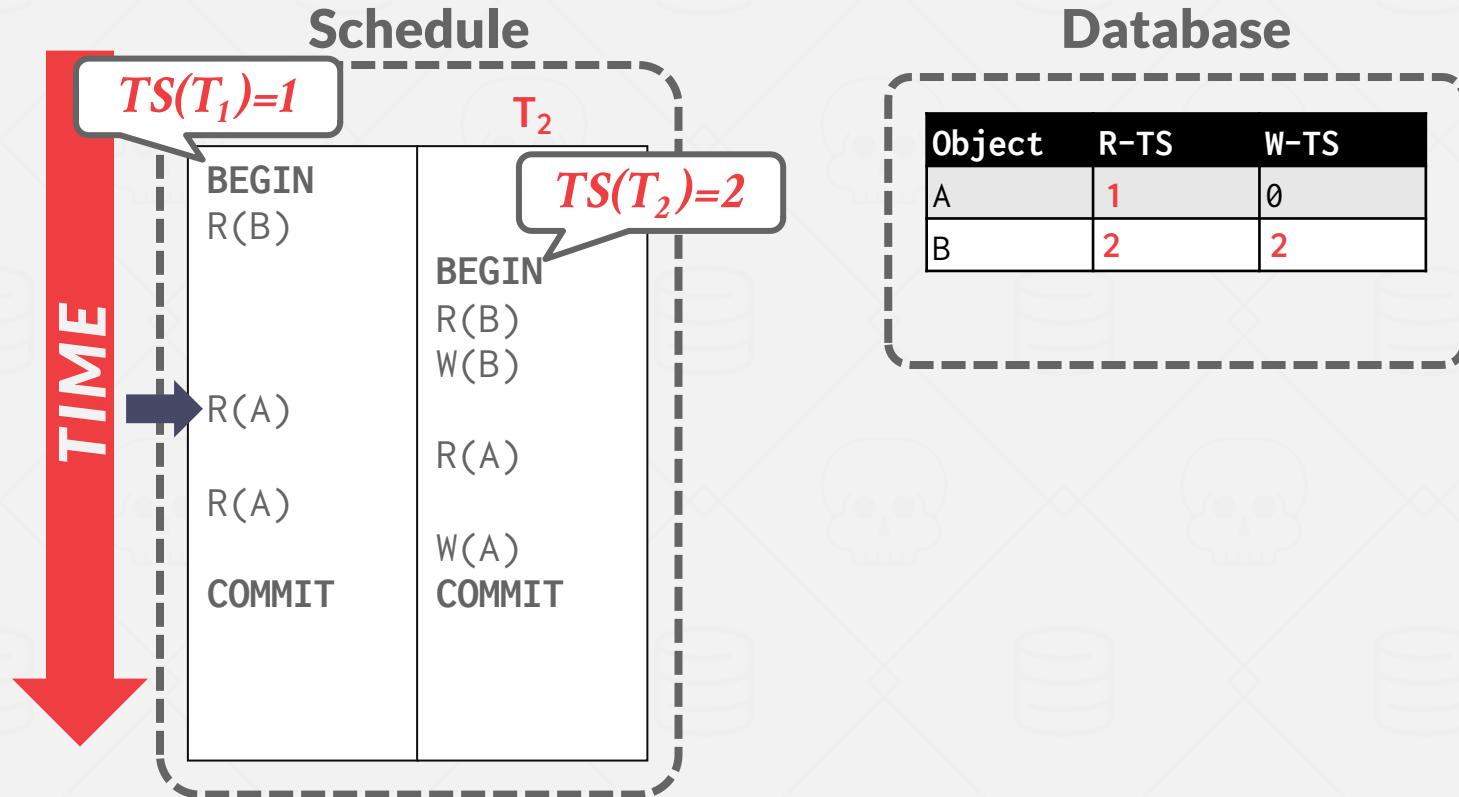 Schedule
Database
TS(T₁)=1
T₂
TS(T₂)=2
BEGIN
R(B)
BEGIN
R(B)
W(B)
R(A)
R(A)
R(A)
W(A)
COMMIT COMMIT
TIME
Object R-TS W-TS
A 1 0
B 2 2